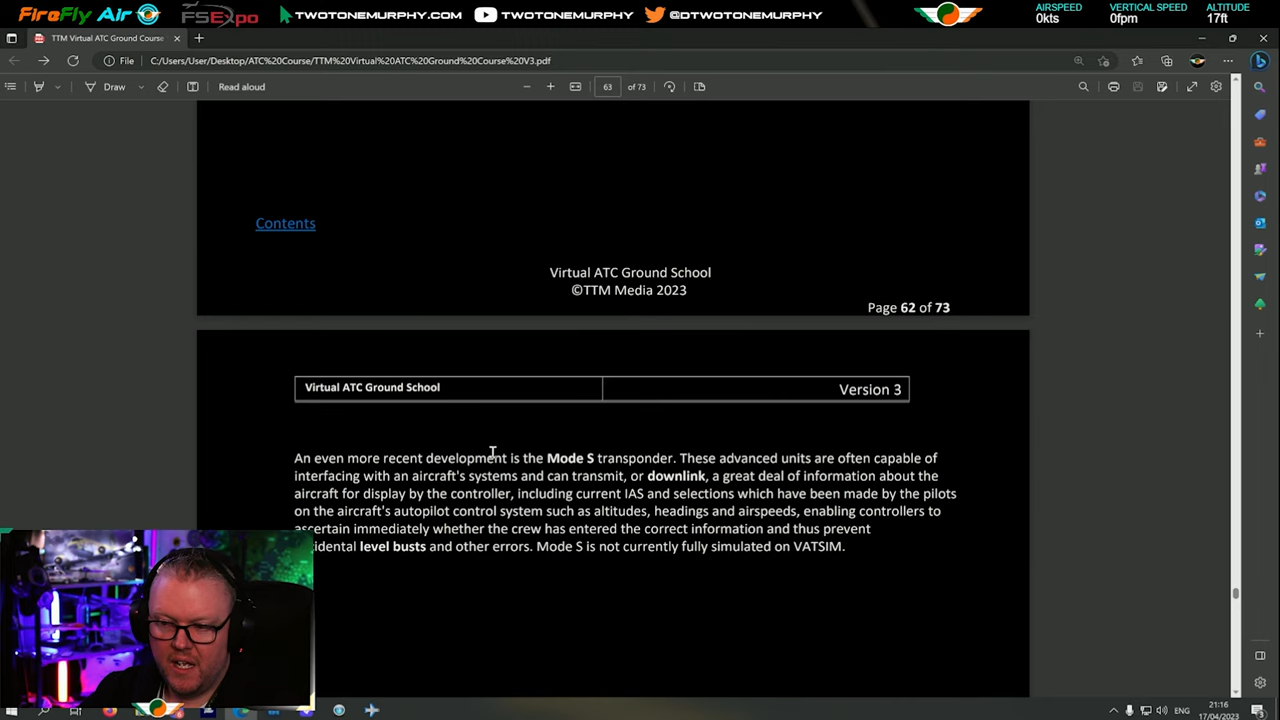 FireFly Air FSExpo TWOTONEMURPHY.COM TWOTONEMURPHY @DTWOTONEMURPHY AIRSPEED 0kts VERTICAL SPEED 0fpm ALTITUDE 17ft
TTM Virtual ATC Ground Course
File C:/Users/User/Desktop/ATC%20Course/TTM%20Virtual%20ATC%20Ground%20Course%20V3.pdf
Draw Read aloud 63 of 73
Contents
Virtual ATC Ground School
©TTM Media 2023
Page 62 of 73
Virtual ATC Ground School Version 3
An even more recent development is the Mode S transponder. These advanced units are often capable of
interfacing with an aircraft's systems and can transmit, or downlink, a great deal of information about the
aircraft for display by the controller, including current IAS and selections which have been made by the pilots
on the aircraft's autopilot control system such as altitudes, headings and airspeeds, enabling controllers to
ascertain immediately whether the crew has entered the correct information and thus prevent
cidental level busts and other errors. Mode S is not currently fully simulated on VATSIM.
ENG 21:16
17/04/2023